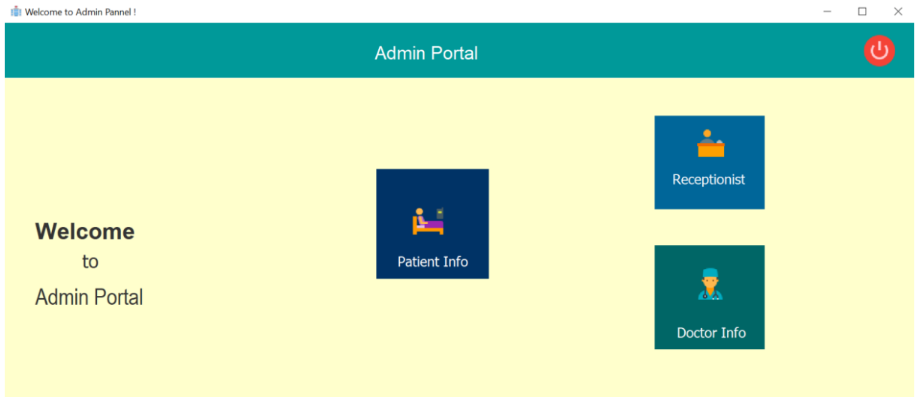 Welcome to Admin Pannel !
Admin Portal
Welcome
to
Admin Portal
Patient Info
Receptionist
Doctor Info